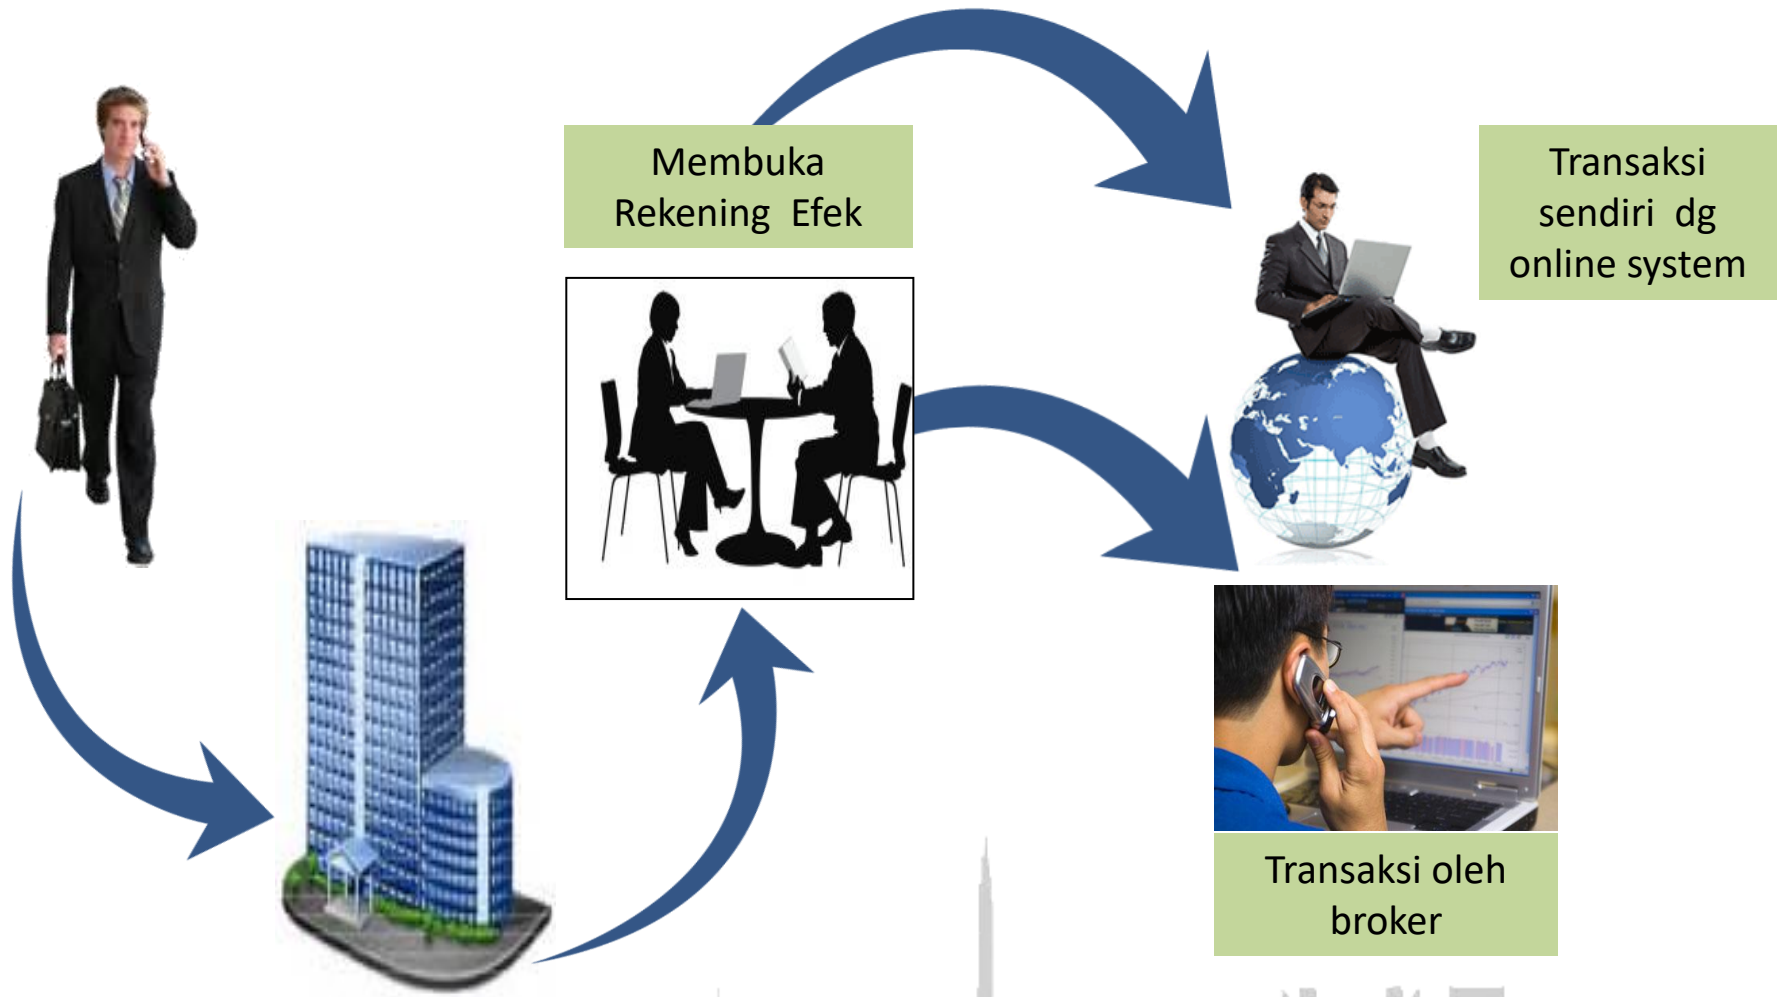 Membuka
Rekening Efek
Transaksi
sendiri dg
online system
Transaksi oleh
broker